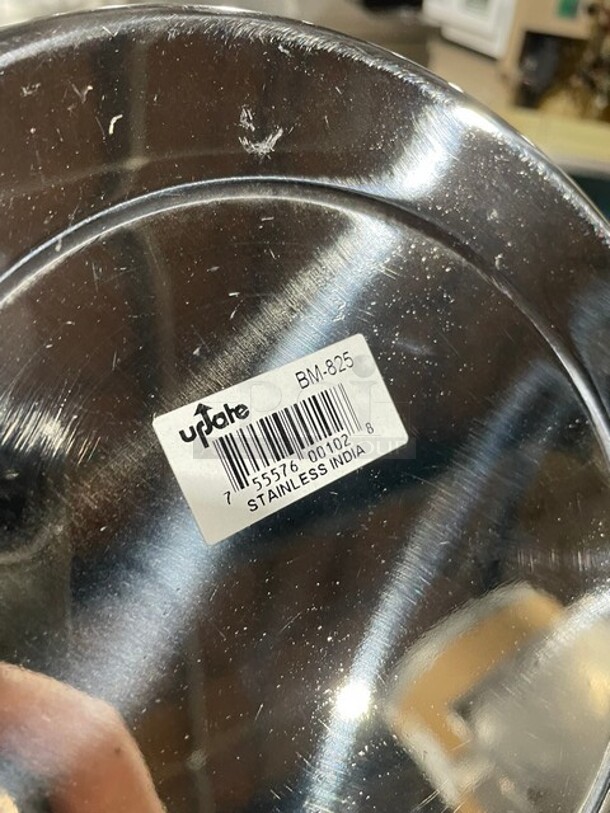 update
BM-825
7 55576 00102 8
STAINLESS INDIA